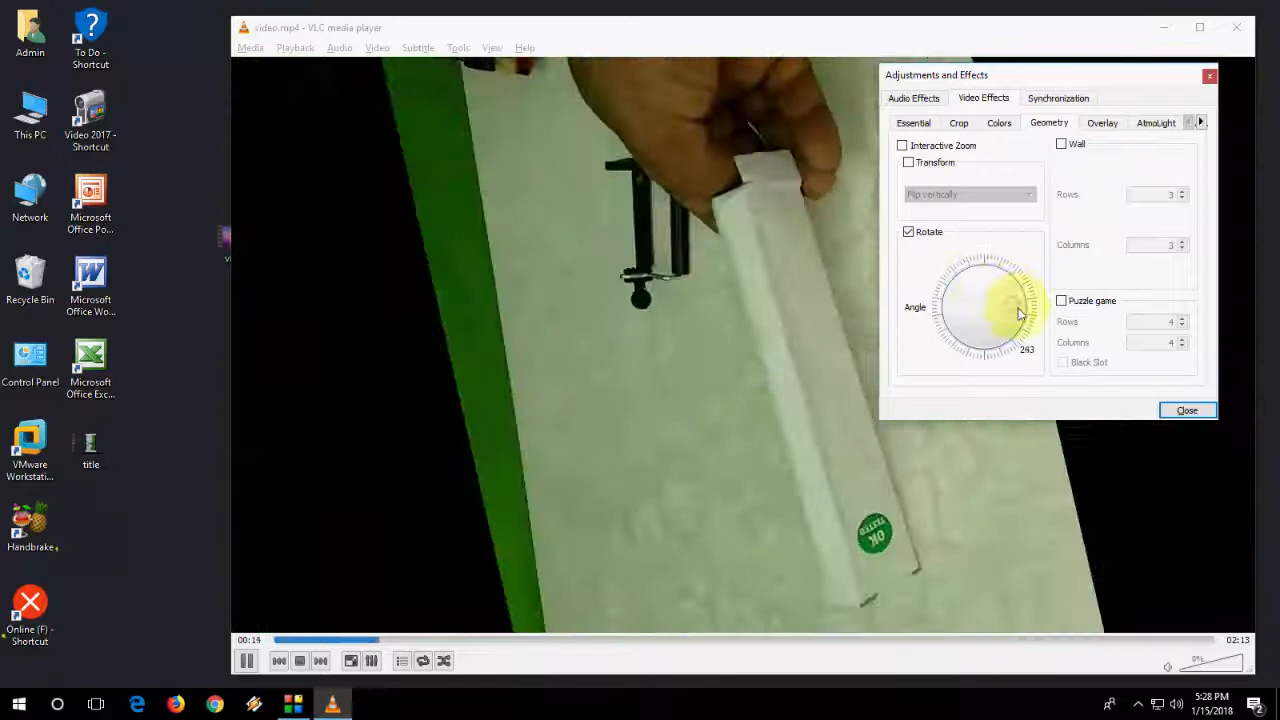 Admin
To Do -
Shortcut
This PC
Video 2017 -
Shortcut
Network
Microsoft
Office Po...
Recycle Bin
Microsoft
Office Wo...
Control Panel
Microsoft
Office Exc...
VMware
Workstati...
title
Handbrake
Online (F) -
Shortcut
video.mp4 - VLC media player
Media Playback Audio Video Subtitle Tools View Help
Adjustments and Effects
Audio Effects Video Effects Synchronization
Essential Crop Colors Geometry Overlay AtmoLight
Interactive Zoom
Transform
Flip vertically
Rotate
Angle
243
Wall
Rows 3
Columns 3
Puzzle game
Rows 4
Columns 4
Black Slot
Close
OK
TESTED
00:14 02:13
0%
5:28 PM
1/15/2018
2